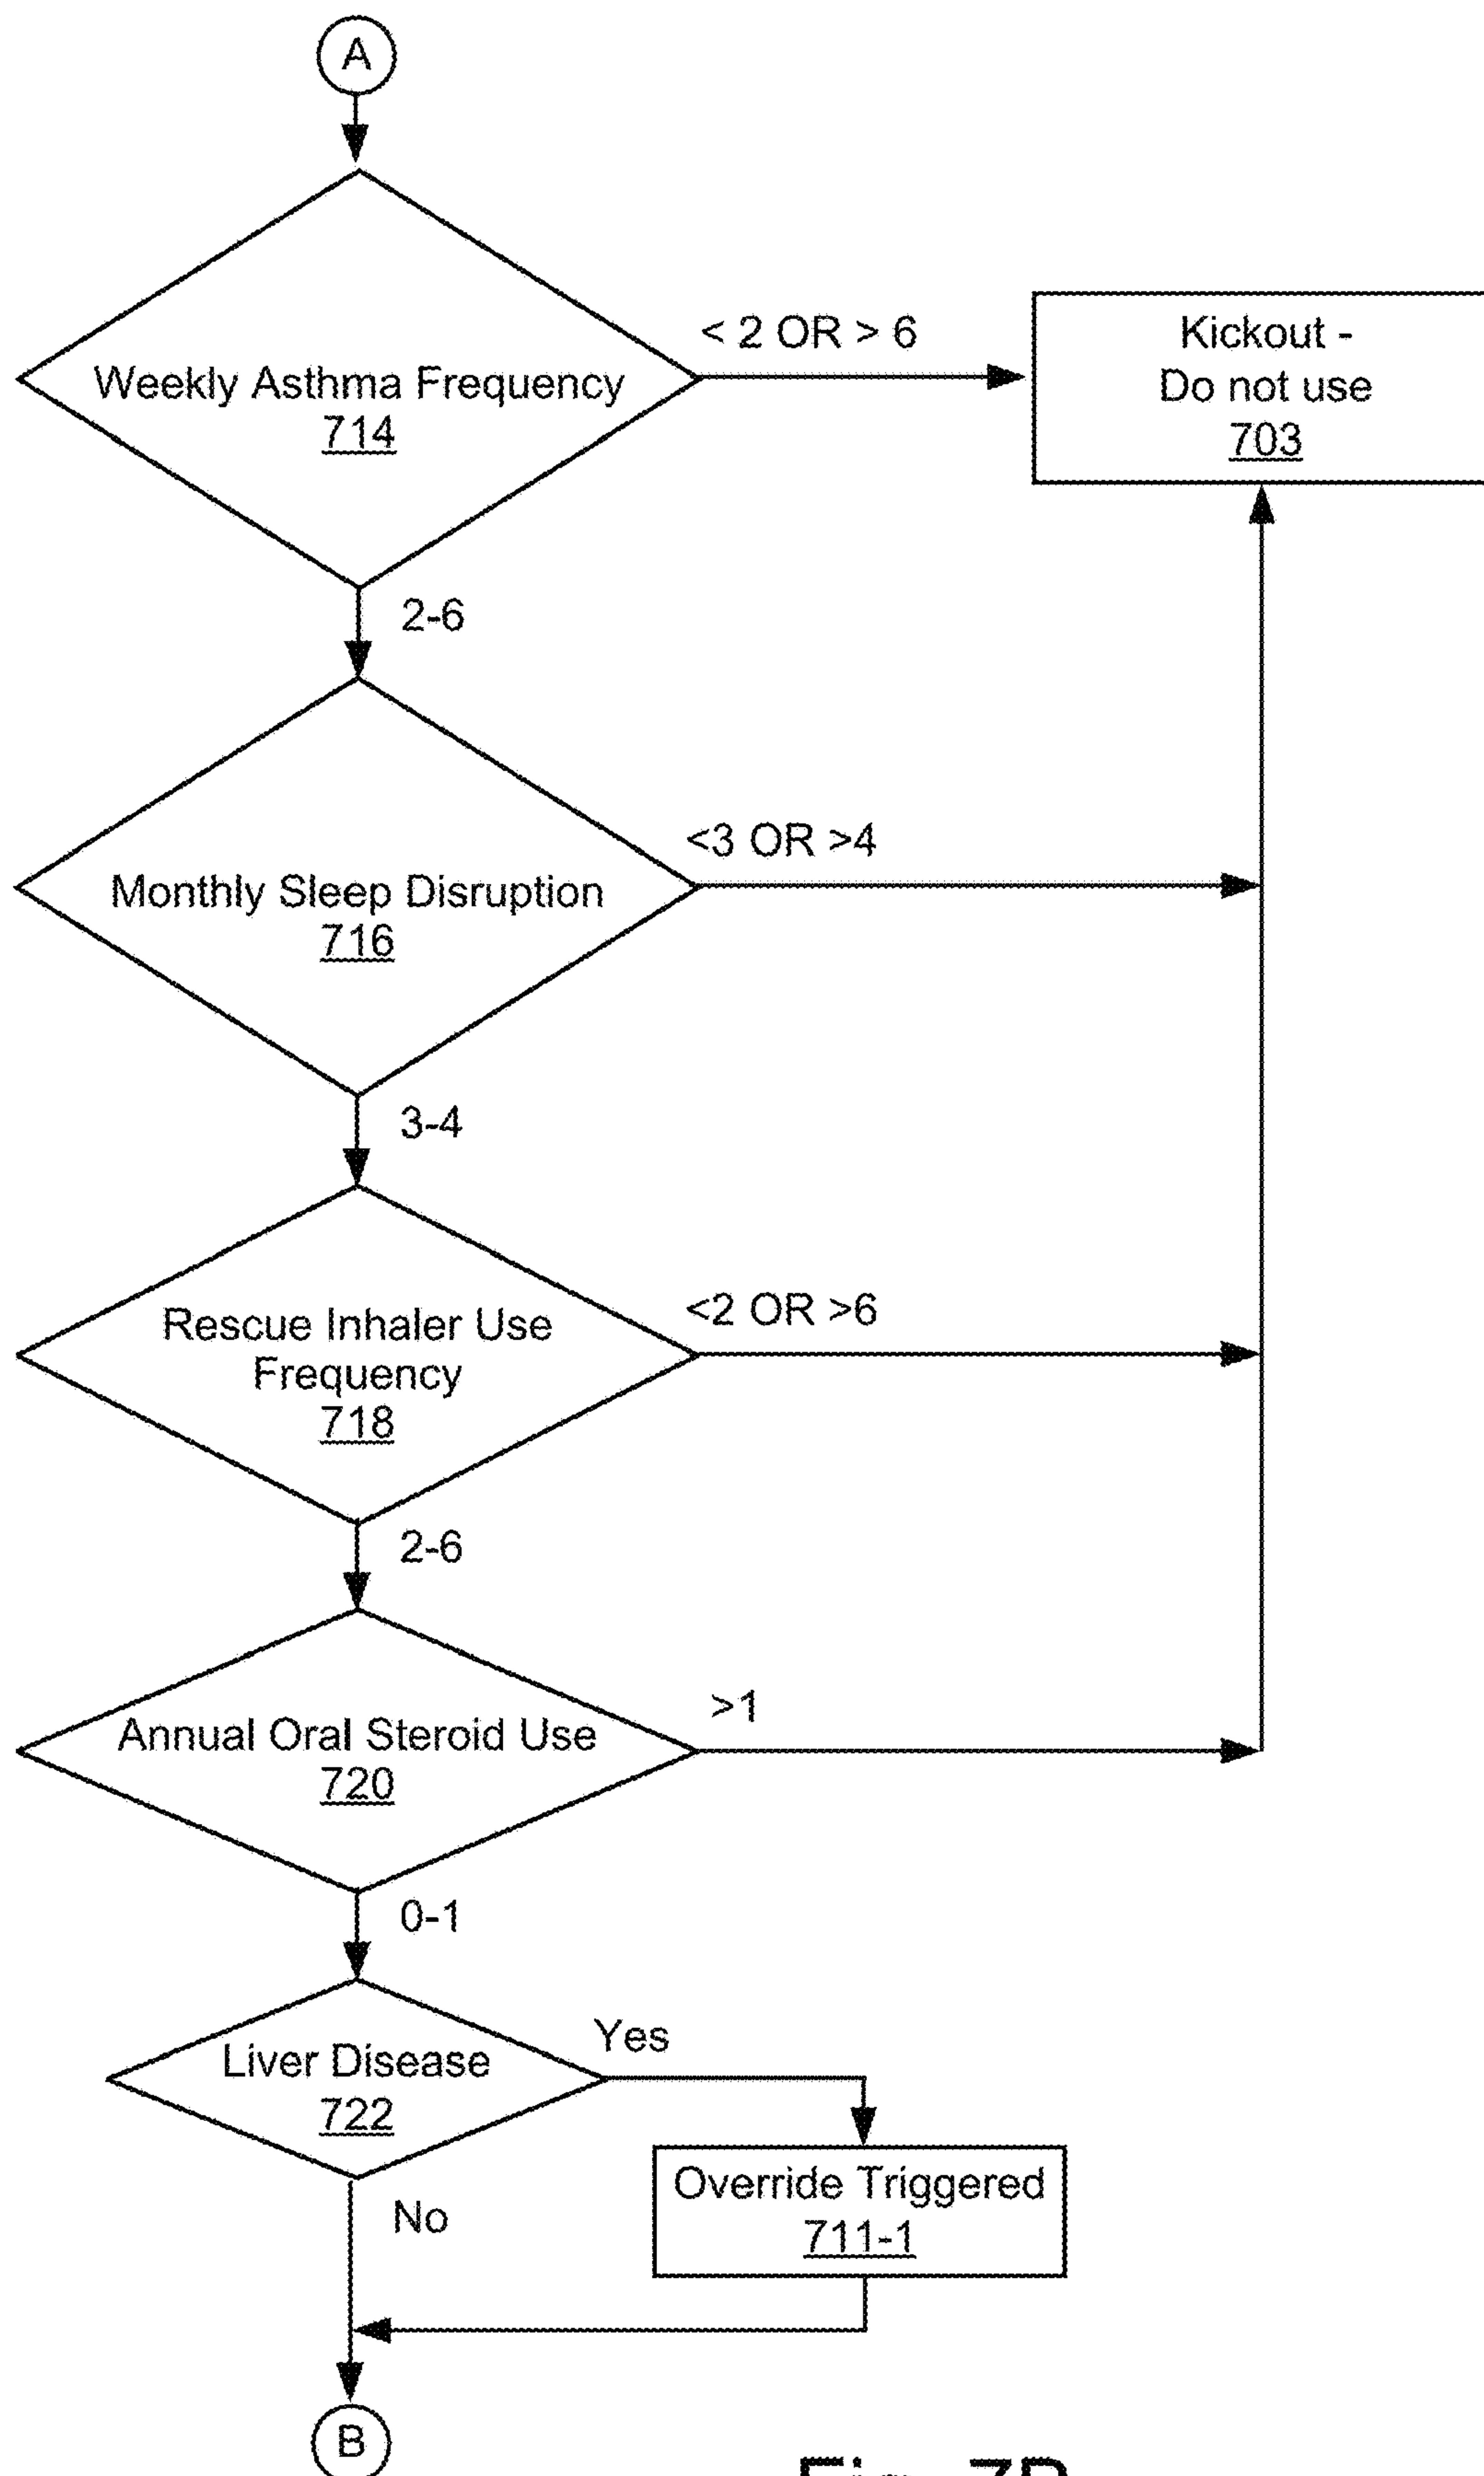 A
Weekly Asthma Frequency
714
< 2 OR > 6
Kickout -
Do not use
703
2-6
Monthly Sleep Disruption
716
<3 OR >4
3-4
Rescue Inhaler Use
Frequency
718
<2 OR >6
2-6
Annual Oral Steroid Use
720
>1
0-1
Liver Disease
722
Yes
Override Triggered
711-1
No
B